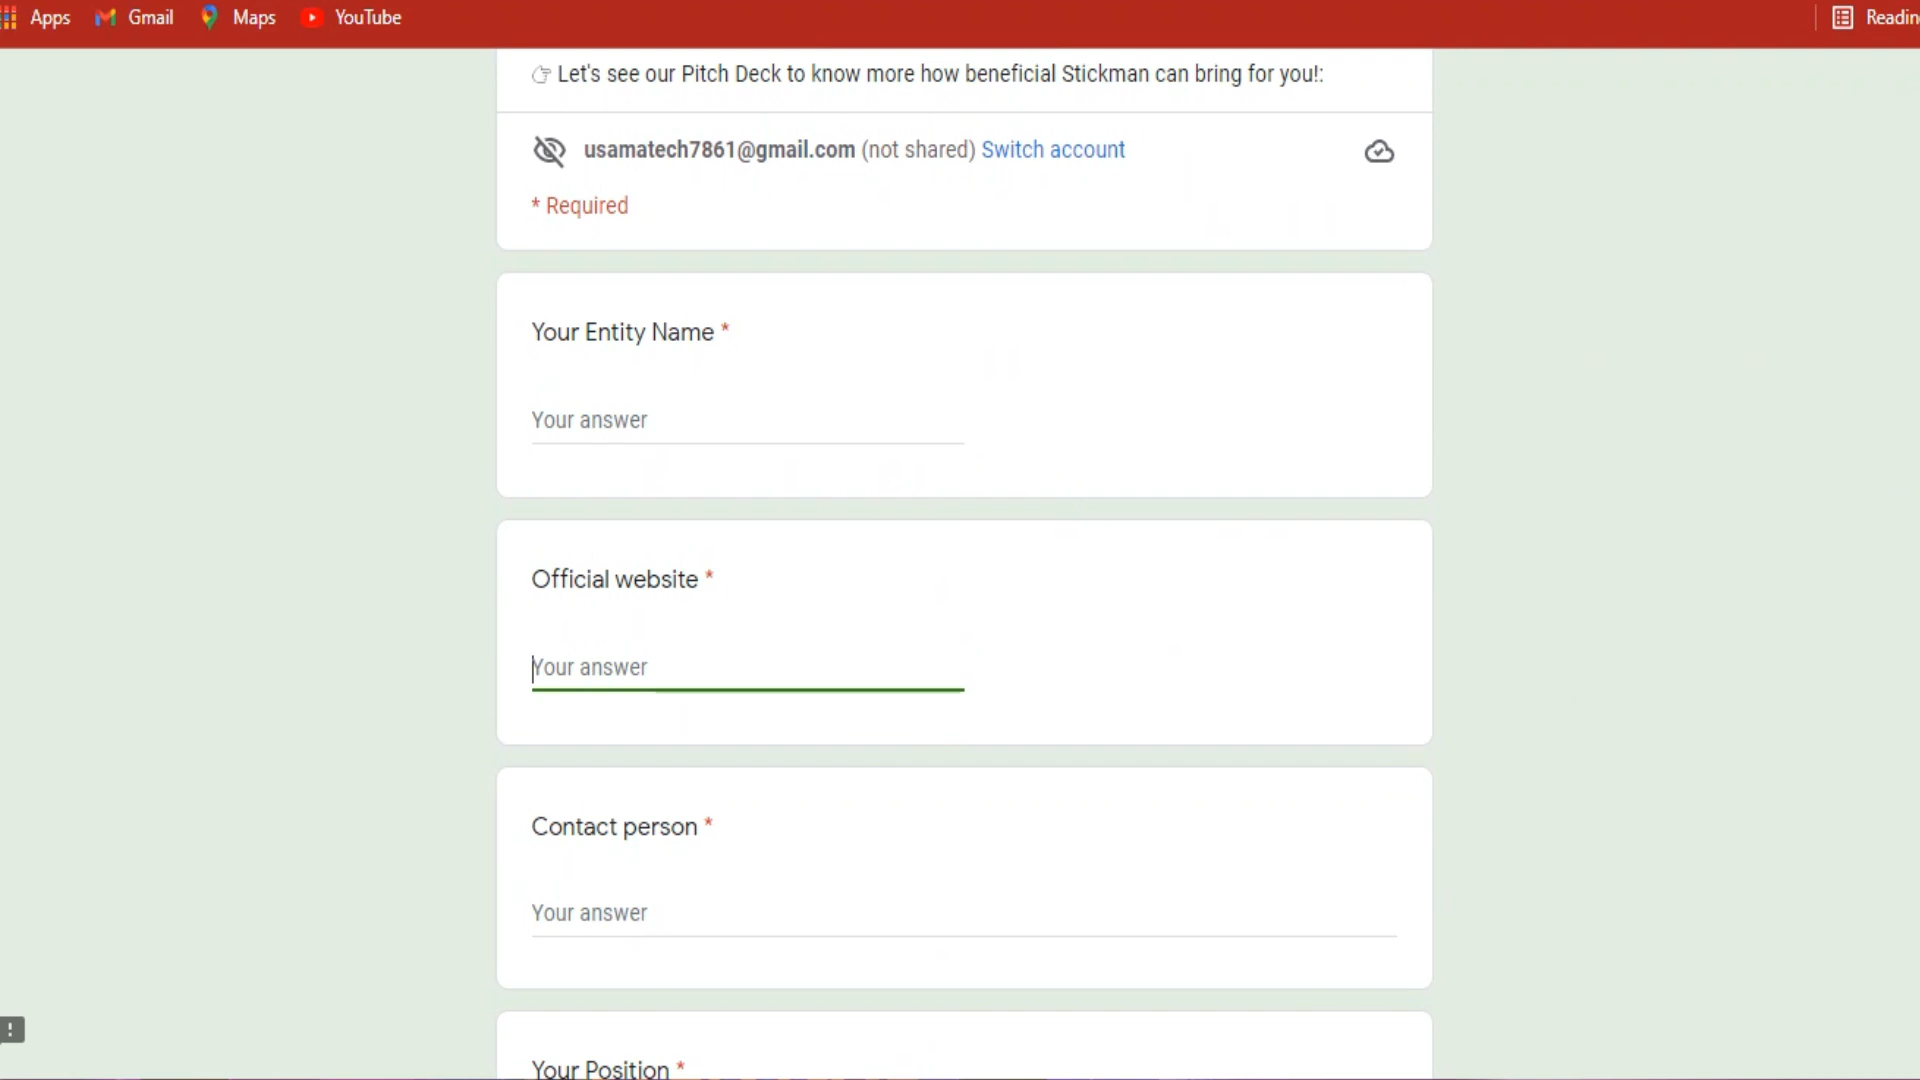 Apps Gmail Maps YouTube
👉 Let's see our Pitch Deck to know more how beneficial Stickman can bring for you!:
usamatech7861@gmail.com (not shared) Switch account
* Required
Your Entity Name *
Your answer
Official website *
Your answer
Contact person *
Your answer
Your Position *